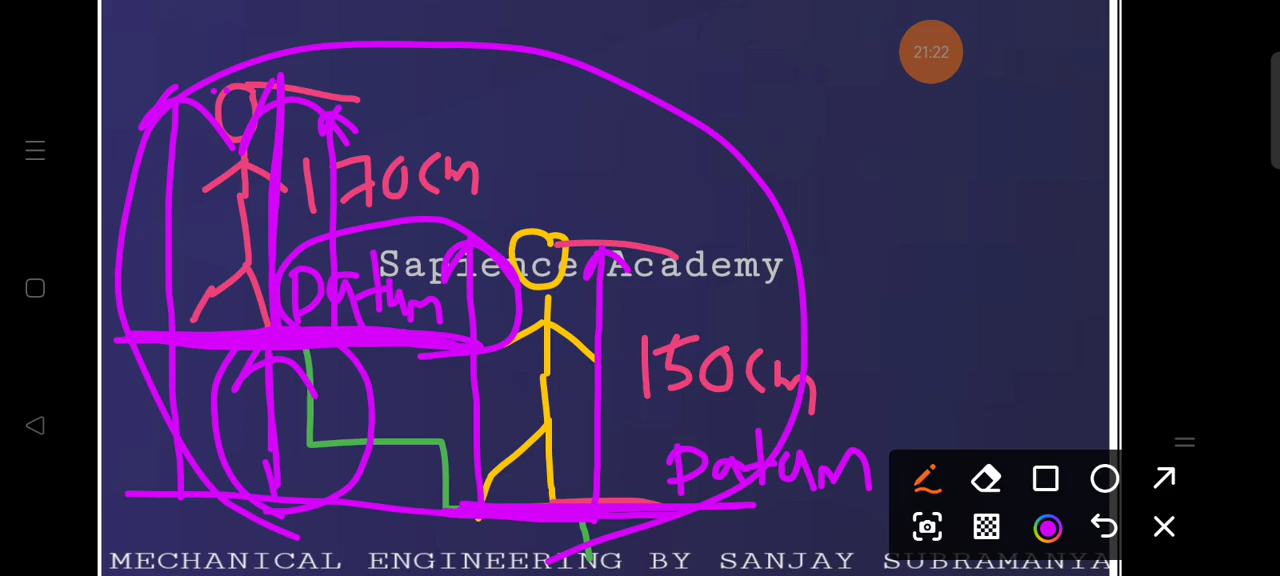 21:22
170cm
Sapience Academy
Datum
150cm
Datum
MECHANICAL ENGINEERING BY SANJAY SUBRAMANYA